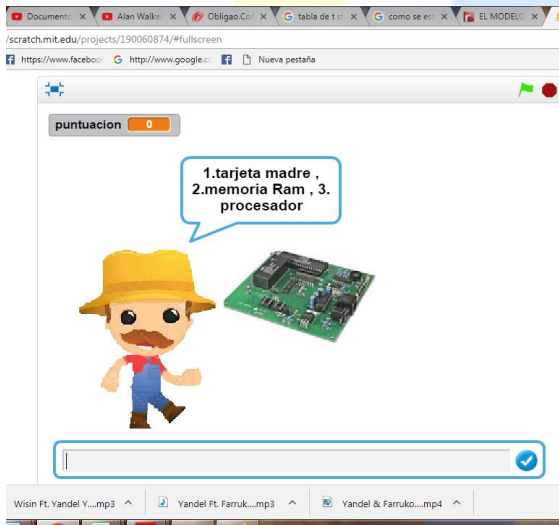 Documento
Alan Walke
Obligao.Co
tabla de t st
como se est
EL MODELO
/scratch.mit.edu/projects/190060874/#fullscreen
https://www.faceboo
http://www.google.c
Nueva pestaña
puntuacion 0
1.tarjeta madre ,
2.memoria Ram , 3.
procesador
Wisin Ft. Yandel Y....mp3
Yandel Ft. Farruk....mp3
Yandel & Farruko....mp4